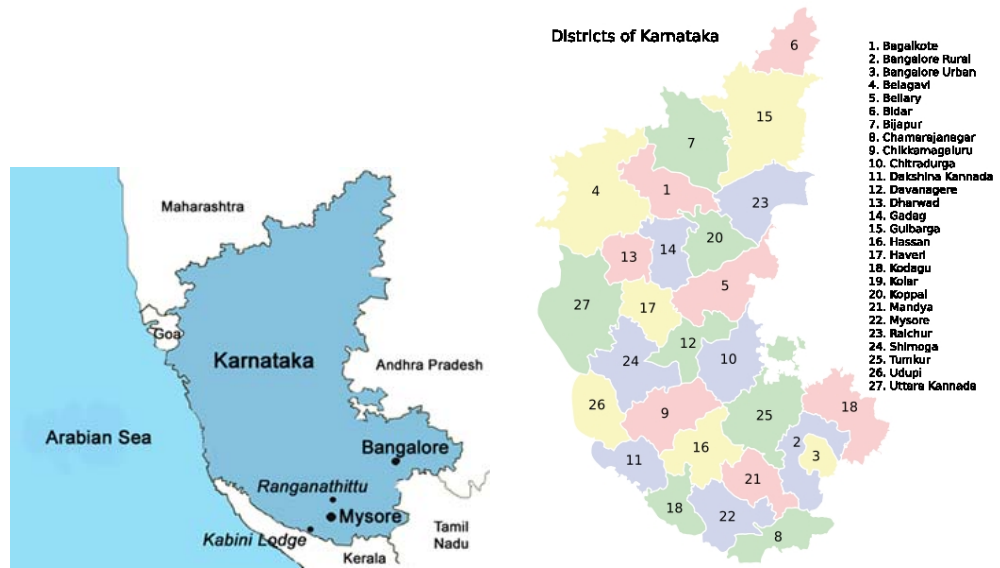 Maharashtra
Goa
Karnataka
Andhra Pradesh
Arabian Sea
Bangalore
Ranganathittu
Mysore
Kabini Lodge
Tamil
Nadu
Kerala
Districts of Karnataka
6
15
7
4
1
23
20
14
13
5
27
17
12
24
10
26
9
25
18
16
2
3
11
21
18
22
8
1. Bagalkote
2. Bangalore Rural
3. Bangalore Urban
4. Belagavi
5. Bellary
6. Bidar
7. Bijapur
8. Chamarajanagar
9. Chikkamagaluru
10. Chitradurga
11. Dakshina Kannada
12. Davanagere
13. Dharwad
14. Gadag
15. Gulbarga
16. Hassan
17. Haveri
18. Kodagu
19. Kolar
20. Koppal
21. Mandya
22. Mysore
23. Raichur
24. Shimoga
25. Tumkur
26. Udupi
27. Uttara Kannada